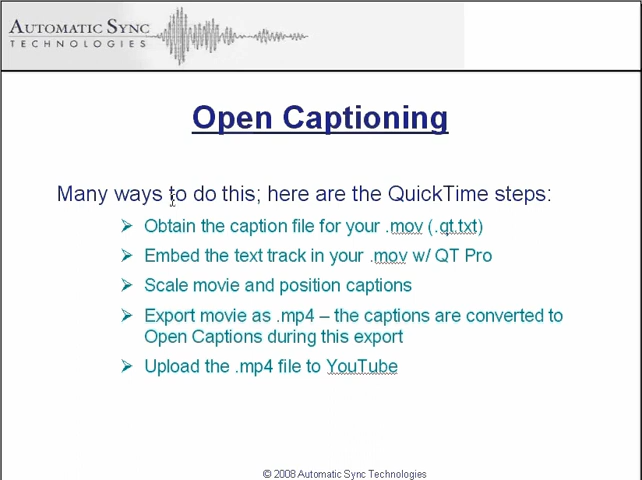 AUTOMATIC SYNC
TECHNOLOGIES
Open Captioning
Many ways to do this; here are the QuickTime steps:
➢ Obtain the caption file for your .mov (.qt.txt)
➢ Embed the text track in your .mov w/ QT Pro
➢ Scale movie and position captions
➢ Export movie as .mp4 – the captions are converted to
Open Captions during this export
➢ Upload the .mp4 file to YouTube
© 2008 Automatic Sync Technologies